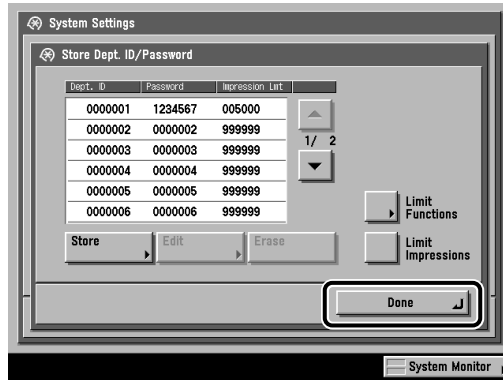 System Settings
Store Dept. ID/Password
Dept. ID Password Impression Lmt
0000001 1234567 005000
0000002 0000002 999999
0000003 0000003 999999
0000004 0000004 999999
0000005 0000005 999999
0000006 0000006 999999
1/ 2
Limit
Functions
Store Edit Erase
Limit
Impressions
Done
System Monitor